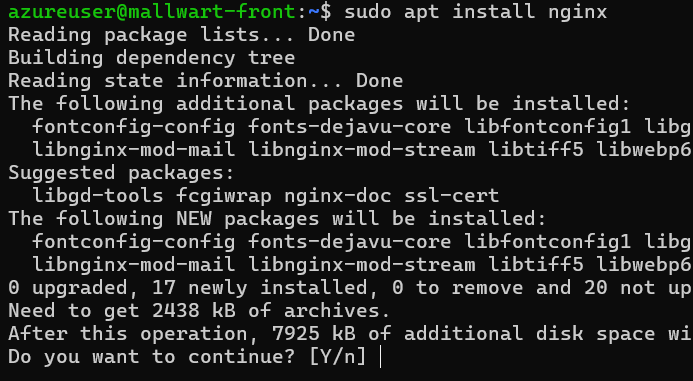 azureuser@mallwart-front:~$ sudo apt install nginx
Reading package lists... Done
Building dependency tree
Reading state information... Done
The following additional packages will be installed:
  fontconfig-config fonts-dejavu-core libfontconfig1 libg
  libnginx-mod-mail libnginx-mod-stream libtiff5 libwebp6
Suggested packages:
  libgd-tools fcgiwrap nginx-doc ssl-cert
The following NEW packages will be installed:
  fontconfig-config fonts-dejavu-core libfontconfig1 libg
  libnginx-mod-mail libnginx-mod-stream libtiff5 libwebp6
0 upgraded, 17 newly installed, 0 to remove and 20 not up
Need to get 2438 kB of archives.
After this operation, 7925 kB of additional disk space wi
Do you want to continue? [Y/n]